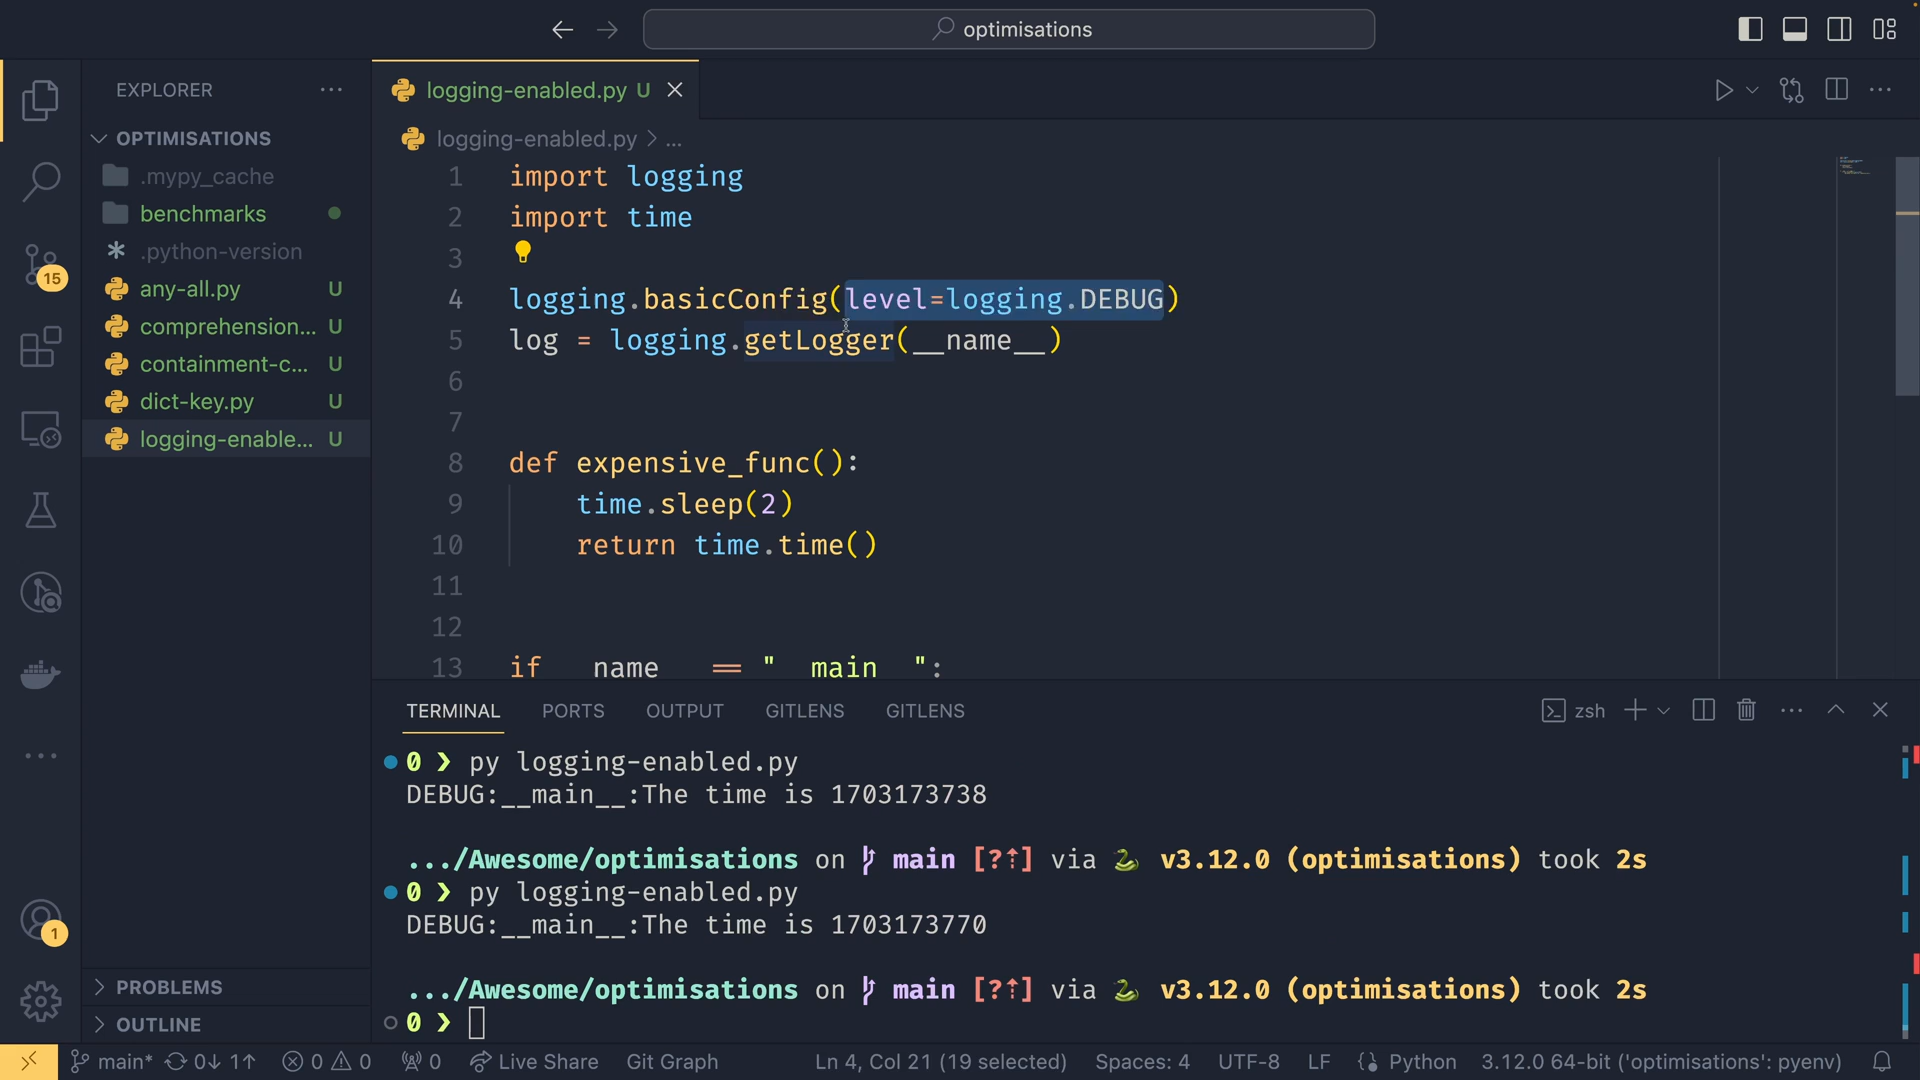 optimisations
EXPLORER
OPTIMISATIONS
.mypy_cache
benchmarks
.python-version
any-all.py U
comprehension... U
containment-c... U
dict-key.py U
logging-enable... U
PROBLEMS
OUTLINE
15
1
logging-enabled.py U
logging-enabled.py > ...
1 import logging
2 import time
3
4 logging.basicConfig(level=logging.DEBUG)
5 log = logging.getLogger(__name__)
6
7
8 def expensive_func():
9 time.sleep(2)
10 return time.time()
11
12
13 if __name__ == "__main__":
TERMINAL PORTS OUTPUT GITLENS GITLENS zsh
0 ❯ py logging-enabled.py
DEBUG:__main__:The time is 1703173738
.../Awesome/optimisations on main [?⇡] via 🐍 v3.12.0 (optimisations) took 2s
0 ❯ py logging-enabled.py
DEBUG:__main__:The time is 1703173770
.../Awesome/optimisations on main [?⇡] via 🐍 v3.12.0 (optimisations) took 2s
0 ❯
main* 0↓ 1↑ 0 0 0 Live Share Git Graph Ln 4, Col 21 (19 selected) Spaces: 4 UTF-8 LF Python 3.12.0 64-bit ('optimisations': pyenv)